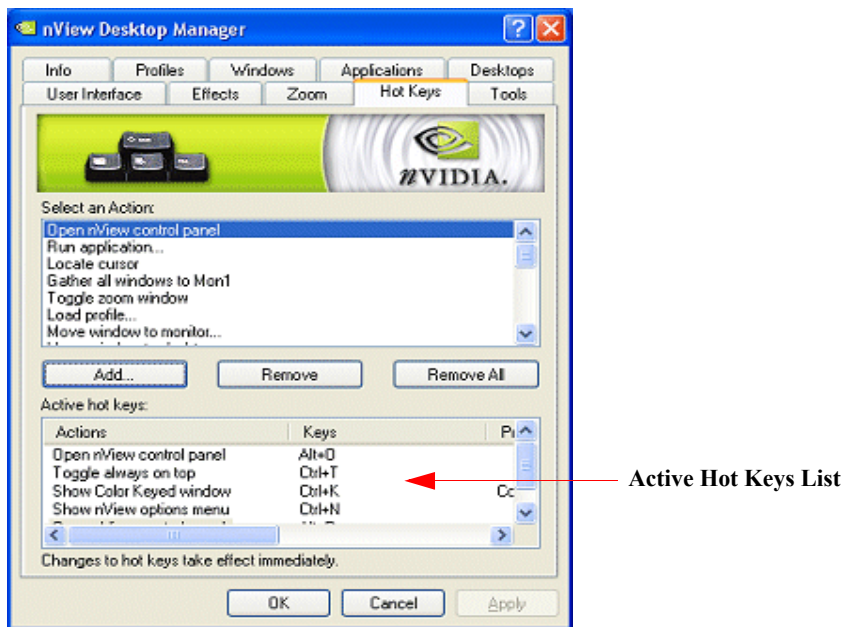 nView Desktop Manager
Info Profiles Windows Applications Desktops
User Interface Effects Zoom Hot Keys Tools
nVIDIA.
Select an Action:
Open nView control panel
Run application...
Locate cursor
Gather all windows to Mon1
Toggle zoom window
Load profile...
Move window to monitor...
Add... Remove Remove All
Active hot keys:
Actions Keys
Open nView control panel Alt+O
Toggle always on top Ctrl+T
Show Color Keyed window Ctrl+K
Show nView options menu Ctrl+N
Active Hot Keys List
Changes to hot keys take effect immediately.
OK Cancel Apply